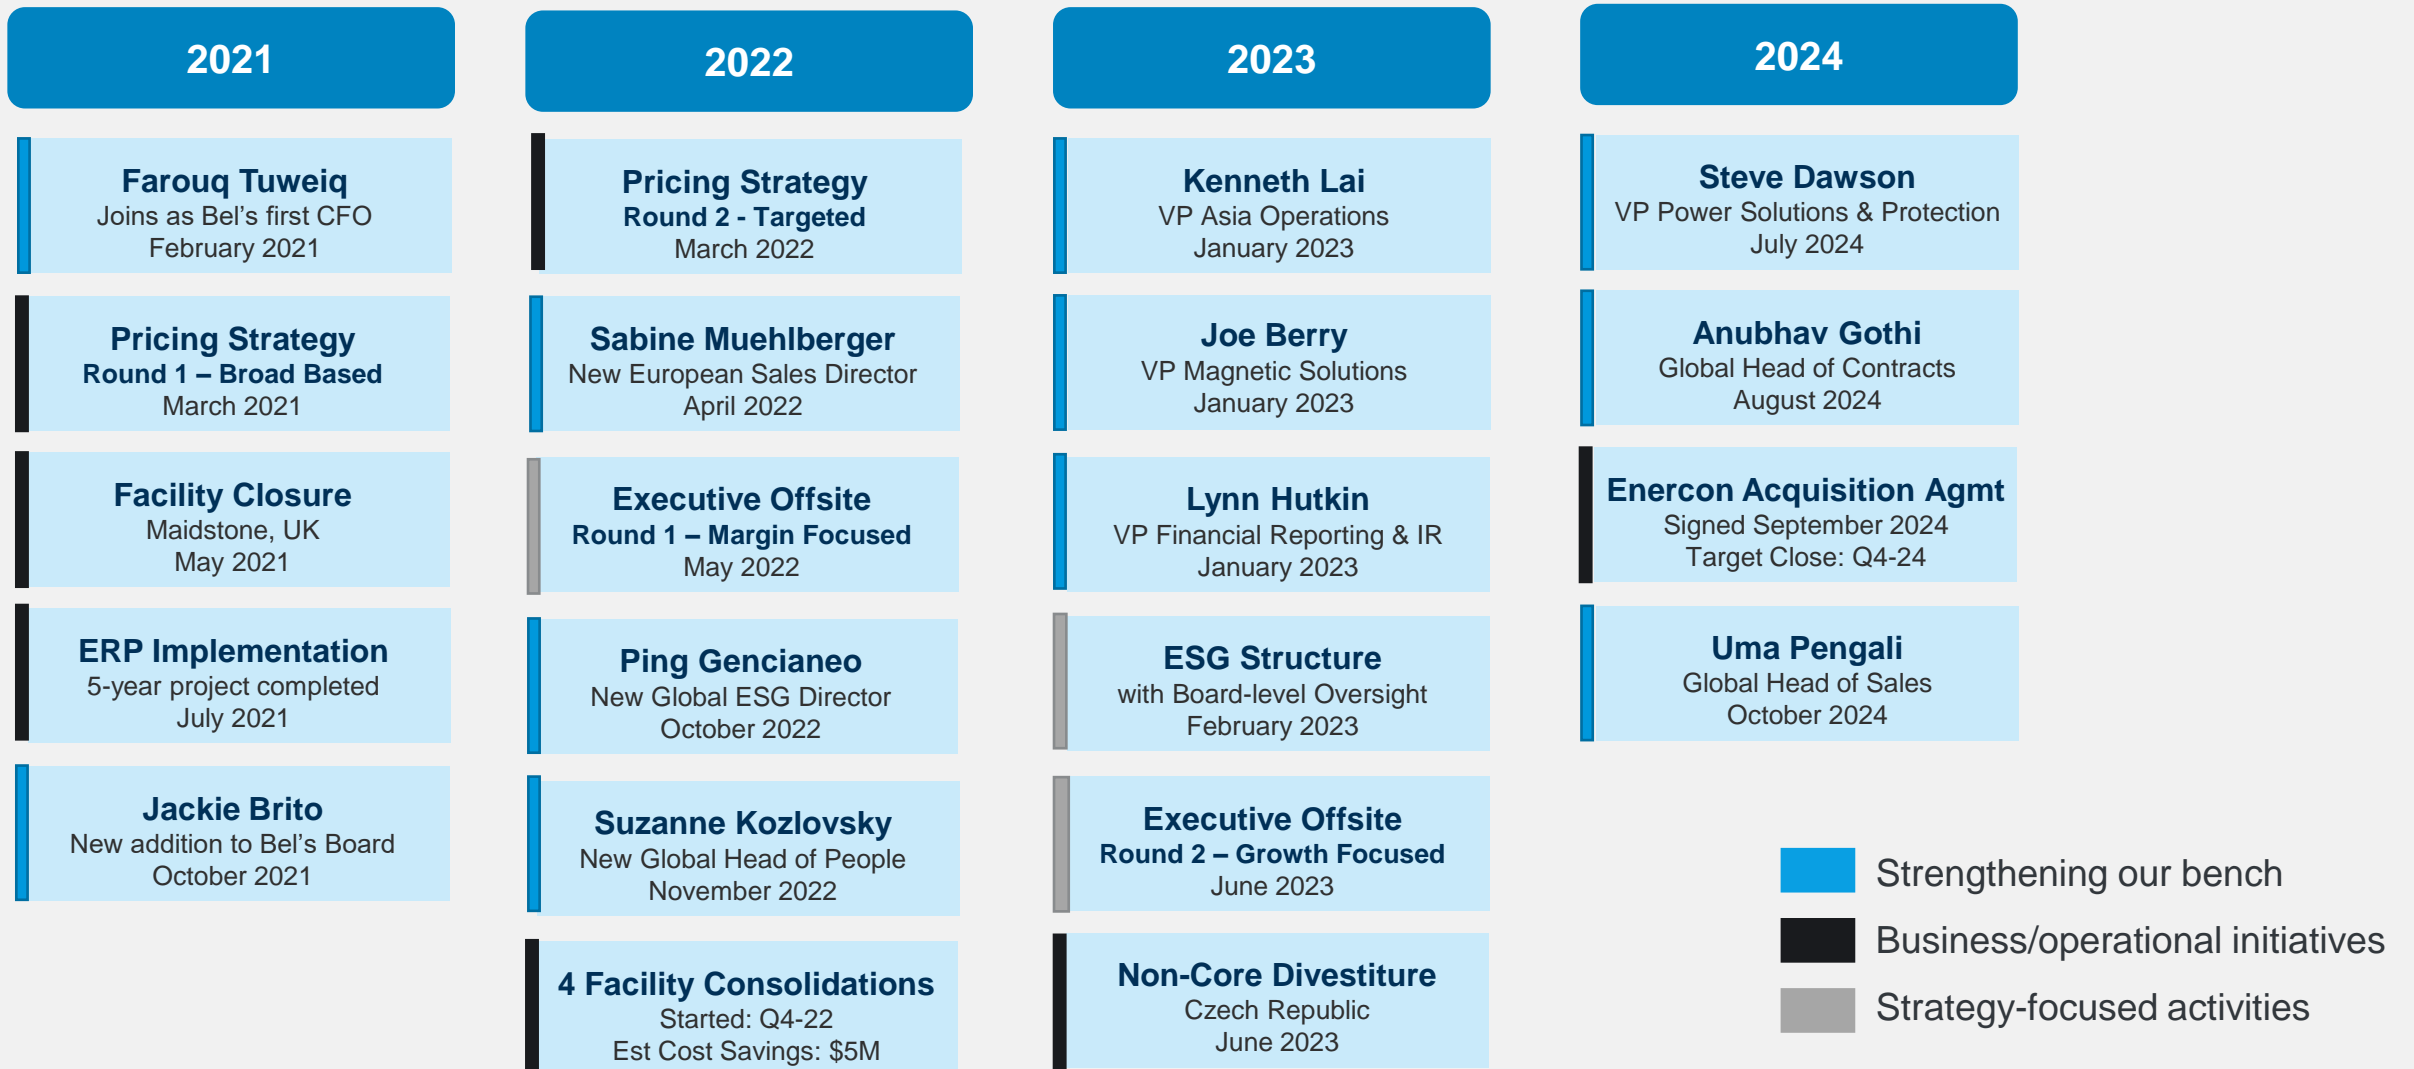 2021
Farouq Tuweiq
Joins as Bel's first CFO
February 2021
Pricing Strategy
Round 1 – Broad Based
March 2021
Facility Closure
Maidstone, UK
May 2021
ERP Implementation
5-year project completed
July 2021
Jackie Brito
New addition to Bel's Board
October 2021
2022
Pricing Strategy
Round 2 - Targeted
March 2022
Sabine Muehlberger
New European Sales Director
April 2022
Executive Offsite
Round 1 – Margin Focused
May 2022
Ping Gencianeo
New Global ESG Director
October 2022
Suzanne Kozlovsky
New Global Head of People
November 2022
4 Facility Consolidations
Started: Q4-22
Est Cost Savings: $5M
2023
Kenneth Lai
VP Asia Operations
January 2023
Joe Berry
VP Magnetic Solutions
January 2023
Lynn Hutkin
VP Financial Reporting & IR
January 2023
ESG Structure
with Board-level Oversight
February 2023
Executive Offsite
Round 2 – Growth Focused
June 2023
Non-Core Divestiture
Czech Republic
June 2023
2024
Steve Dawson
VP Power Solutions & Protection
July 2024
Anubhav Gothi
Global Head of Contracts
August 2024
Enercon Acquisition Agmt
Signed September 2024
Target Close: Q4-24
Uma Pengali
Global Head of Sales
October 2024
Strengthening our bench
Business/operational initiatives
Strategy-focused activities